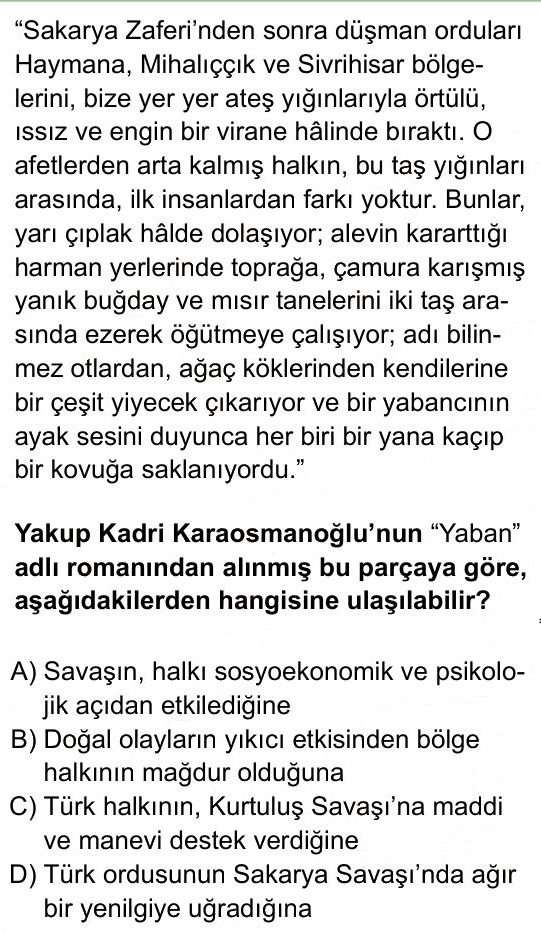 “Sakarya Zaferi’nden sonra düşman orduları
Haymana, Mihalıççık ve Sivrihisar bölge-
lerini, bize yer yer ateş yığınlarıyla örtülü,
ıssız ve engin bir virane hâlinde bıraktı. O
afetlerden arta kalmış halkın, bu taş yığınları
arasında, ilk insanlardan farkı yoktur. Bunlar,
yarı çıplak hâlde dolaşıyor; alevin kararttığı
harman yerlerinde toprağa, çamura karışmış
yanık buğday ve mısır tanelerini iki taş ara-
sında ezerek öğütmeye çalışıyor; adı bilin-
mez otlardan, ağaç köklerinden kendilerine
bir çeşit yiyecek çıkarıyor ve bir yabancının
ayak sesini duyunca her biri bir yana kaçıp
bir kovuğa saklanıyordu.”
Yakup Kadri Karaosmanoğlu’nun “Yaban”
adlı romanından alınmış bu parçaya göre,
aşağıdakilerden hangisine ulaşılabilir?
A) Savaşın, halkı sosyoekonomik ve psikolo-
jik açıdan etkilediğine
B) Doğal olayların yıkıcı etkisinden bölge
halkının mağdur olduğuna
C) Türk halkının, Kurtuluş Savaşı’na maddi
ve manevi destek verdiğine
D) Türk ordusunun Sakarya Savaşı’nda ağır
bir yenilgiye uğradığına